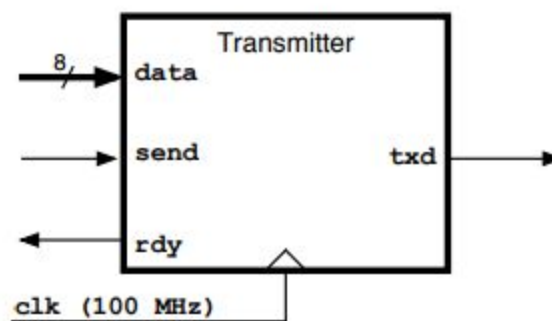 Transmitter
8
data
send
txd
rdy
clk (100 MHz)